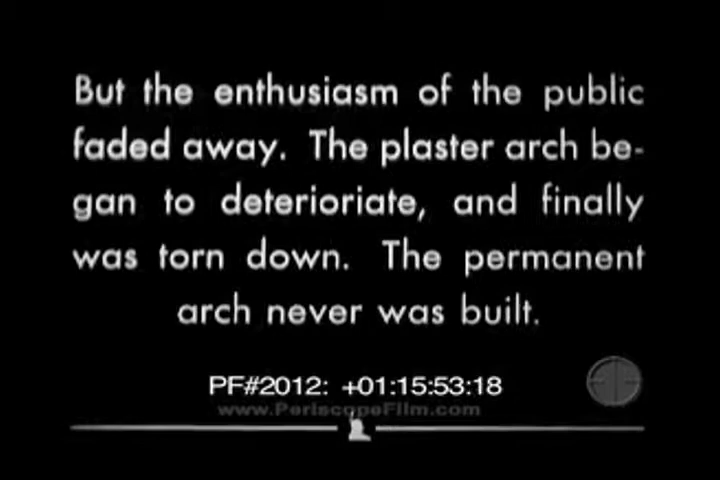 But the enthusiasm of the public
faded away. The plaster arch be-
gan to deterioriate, and finally
was torn down. The permanent
arch never was built.
PF#2012: +01:15:53:18
www.PeriscopeFilm.com